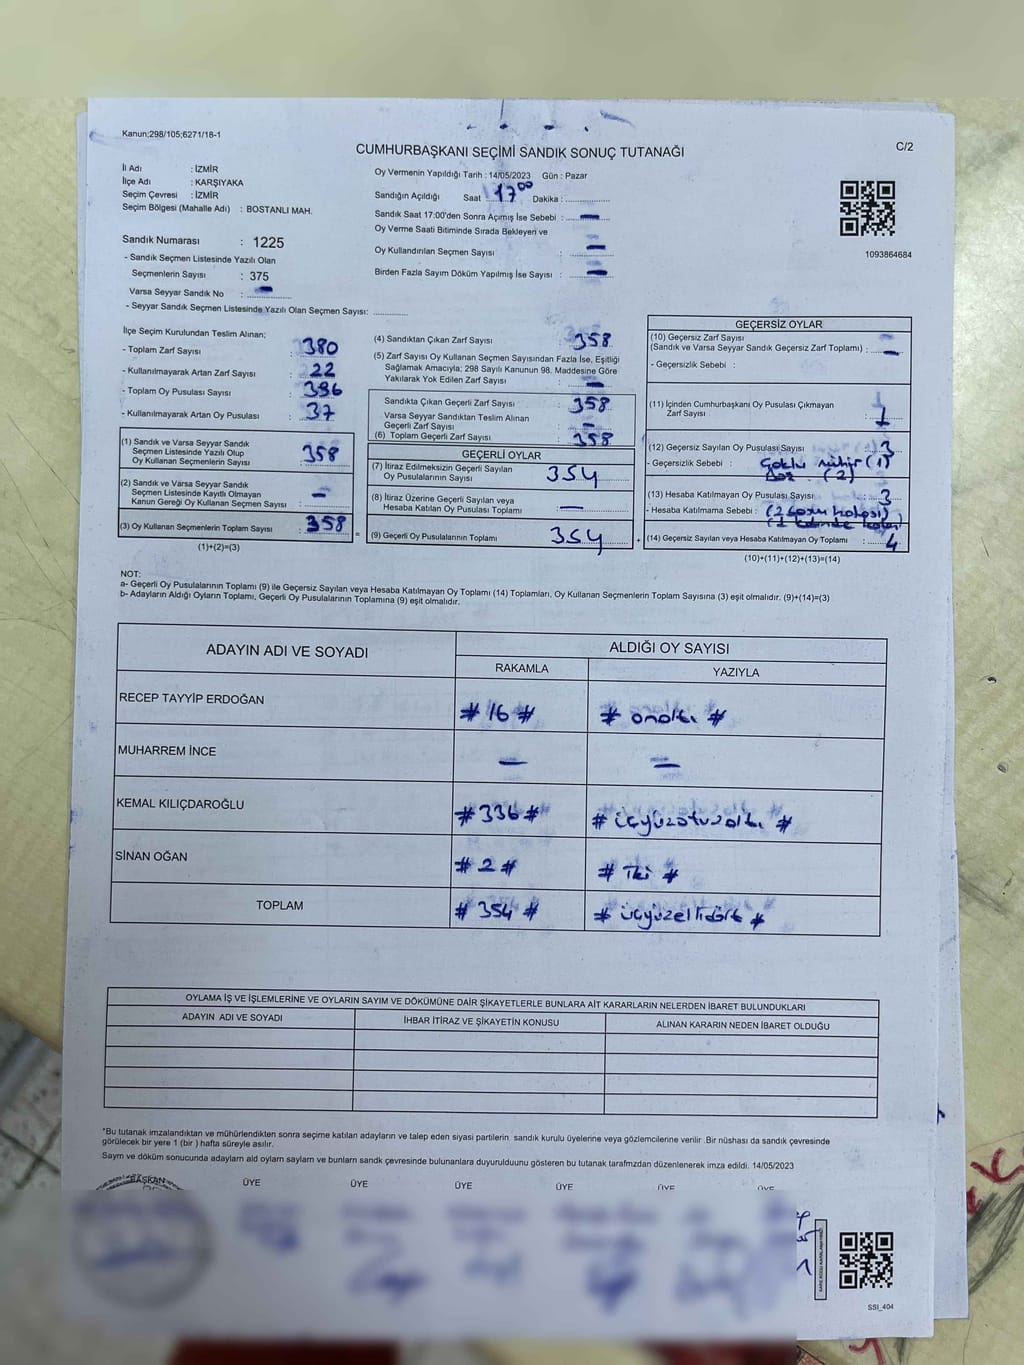 Kanun;298/105;6271/18-1
CUMHURBAŞKANI SEÇİMİ SANDIK SONUÇ TUTANAĞI
C/2
İl Adı : İZMİR
İlçe Adı : KARŞIYAKA
Seçim Çevresi : İZMİR
Seçim Bölgesi (Mahalle Adı) : BOSTANLI MAH.
Sandık Numarası : 1225
- Sandık Seçmen Listesinde Yazılı Olan
Seçmenlerin Sayısı : 375
Varsa Seyyar Sandık No : –
- Seyyar Sandık Seçmen Listesinde Yazılı Olan Seçmen Sayısı: ..............
Oy Vermenin Yapıldığı Tarih : 14/05/2023 Gün : Pazar
Sandığın Açıldığı Saat 17 00 Dakika : ..............
Sandık Saat 17:00'den Sonra Açımış İse Sebebi : –
Oy Verme Saati Bitiminde Sırada Bekleyen ve
Oy Kullandırılan Seçmen Sayısı : –
Birden Fazla Sayım Döküm Yapılmış İse Sayısı : –
1093864684
İlçe Seçim Kurulundan Teslim Alınan;
- Toplam Zarf Sayısı : 380
- Kullanılmayarak Artan Zarf Sayısı : 22
- Toplam Oy Pusulası Sayısı : 396
- Kullanılmayarak Artan Oy Pusulası : 37
(1) Sandık ve Varsa Seyyar Sandık
Seçmen Listesinde Yazılı Olup
Oy Kullanan Seçmenlerin Sayısı : 358
(2) Sandık ve Varsa Seyyar Sandık
Seçmen Listesinde Kayıtlı Olmayan
Kanun Gereği Oy Kullanan Seçmen Sayısı : –
(3) Oy Kullanan Seçmenlerin Toplam Sayısı : 358
(1)+(2)=(3)
(4) Sandıktan Çıkan Zarf Sayısı : 358
(5) Zarf Sayısı Oy Kullanan Seçmen Sayısından Fazla İse, Eşitliği
Sağlamak Amacıyla; 298 Sayılı Kanunun 98. Maddesine Göre
Yakılarak Yok Edilen Zarf Sayısı : –
Sandıkta Çıkan Geçerli Zarf Sayısı : 358
Varsa Seyyar Sandıktan Teslim Alınan
Geçerli Zarf Sayısı : –
(6) Toplam Geçerli Zarf Sayısı : 358
GEÇERLİ OYLAR
(7) İtiraz Edilmeksizin Geçerli Sayılan
Oy Pusulalarının Sayısı : 354
(8) İtiraz Üzerine Geçerli Sayılan veya
Hesaba Katılan Oy Pusulası Toplamı : –
(9) Geçerli Oy Pusulalarının Toplamı : 354
GEÇERSİZ OYLAR
(10) Geçersiz Zarf Sayısı
(Sandık ve Varsa Seyyar Sandık Geçersiz Zarf Toplamı) : –
- Geçersizlik Sebebi :
(11) İçinden Cumhurbaşkanı Oy Pusulası Çıkmayan
Zarf Sayısı : 1
(12) Geçersiz Sayılan Oy Pusulası Sayısı : 3
- Geçersizlik Sebebi : Çoklu mühür (1)
(2)
(13) Hesaba Katılmayan Oy Pusulası Sayısı : 3
- Hesaba Katılmama Sebebi :
(14) Geçersiz Sayılan veya Hesaba Katılmayan Oy Toplamı : 4
(10)+(11)+(12)+(13)=(14)
NOT:
a- Geçerli Oy Pusulalarının Toplamı (9) ile Geçersiz Sayılan veya Hesaba Katılmayan Oy Toplamı (14) Toplamları, Oy Kullanan Seçmenlerin Toplam Sayısına (3) eşit olmalıdır. (9)+(14)=(3)
b- Adayların Aldığı Oyların Toplamı, Geçerli Oy Pusulalarının Toplamına (9) eşit olmalıdır.
ADAYIN ADI VE SOYADI
ALDIĞI OY SAYISI
RAKAMLA YAZIYLA
RECEP TAYYİP ERDOĞAN # 16 # # onaltı #
MUHARREM İNCE – –
KEMAL KILIÇDAROĞLU # 336 # # üçyüzotuzaltı #
SİNAN OĞAN # 2 # # iki #
TOPLAM # 354 # # üçyüzellidört #
OYLAMA İŞ VE İŞLEMLERİNE VE OYLARIN SAYIM VE DÖKÜMÜNE DAİR ŞİKAYETLERLE BUNLARA AİT KARARLARIN NELERDEN İBARET BULUNDUKLARI
ADAYIN ADI VE SOYADI İHBAR İTİRAZ VE ŞİKAYETİN KONUSU ALINAN KARARIN NEDEN İBARET OLDUĞU
*Bu tutanak imzalandıktan ve mühürlendikten sonra seçime katılan adayların ve talep eden siyasi partilerin sandık kurulu üyelerine veya gözlemcilerine verilir .Bir nüshası da sandık çevresinde
görülecek bir yere 1 (bir ) hafta süreyle asılır.
Sayım ve döküm sonucunda adayların ald oyların sayları ve bunların sandk çevresinde bulunanlara duyurulduunu gösteren bu tutanak tarafmzdan düzenlenerek imza edildi. 14/05/2023
BAŞKAN ÜYE ÜYE ÜYE ÜYE ÜYE ÜYE
SSI_404